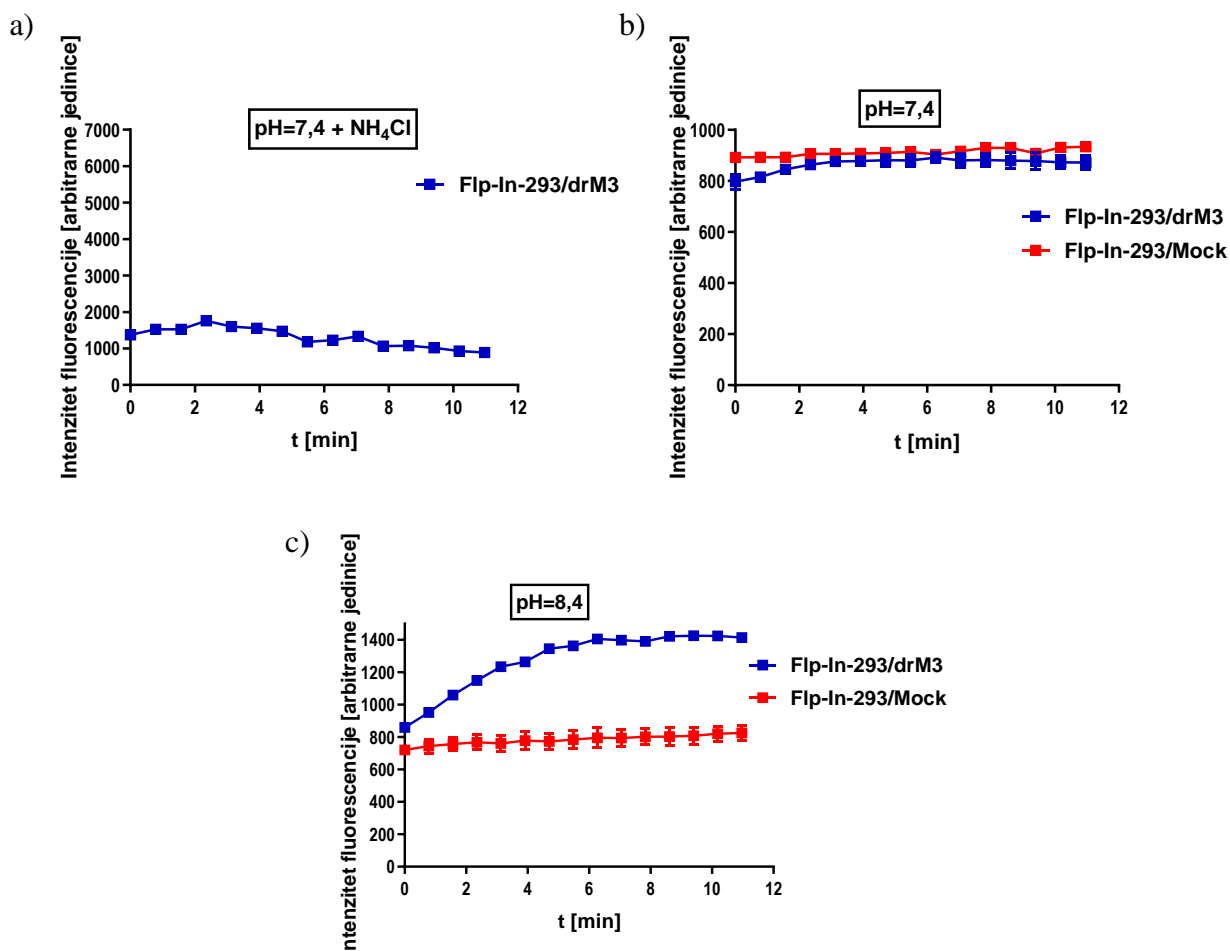 a)
Intenzitet fluorescencije [arbitrarne jedinice]
pH=7,4 + NH₄Cl
7000
6000
5000
4000
3000
2000
1000
0
Flp-In-293/drM3
0 2 4 6 8 10 12
t [min]
b)
Intenzitet fluorescencije [arbitrarne jedinice]
pH=7,4
1000
800
600
400
200
0
Flp-In-293/drM3
Flp-In-293/Mock
0 2 4 6 8 10 12
t [min]
c)
ntenzitet fluorescencije [arbitrarne jedinice]
pH=8,4
1400
1200
1000
800
600
400
200
0
Flp-In-293/drM3
Flp-In-293/Mock
0 2 4 6 8 10 12
t [min]